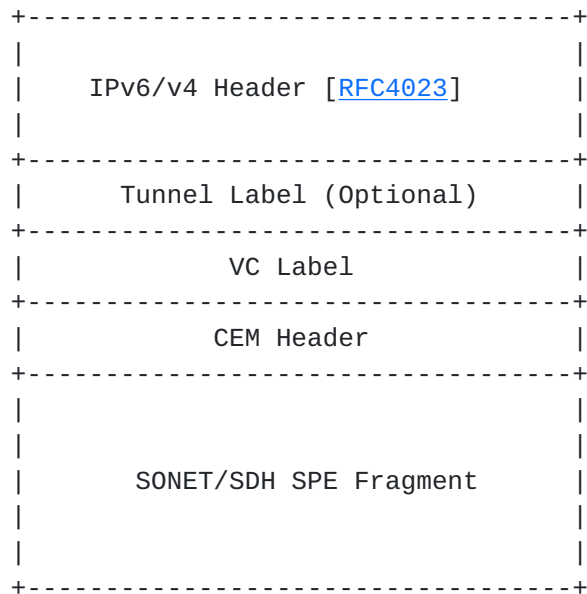 IPv6/v4 Header [RFC4023]
Tunnel Label (Optional)
VC Label
CEM Header
SONET/SDH SPE Fragment